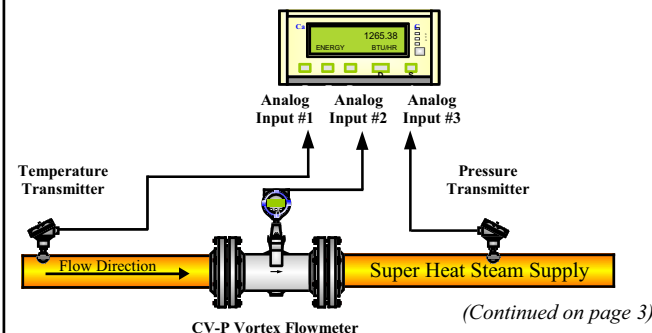 1265.38
ENERGY BTU/HR
Analog Input #1
Analog Input #2
Analog Input #3
Temperature
Transmitter
Pressure
Transmitter
Flow Direction
Super Heat Steam Supply
(Continued on page 3)
CV-P Vortex Flowmeter